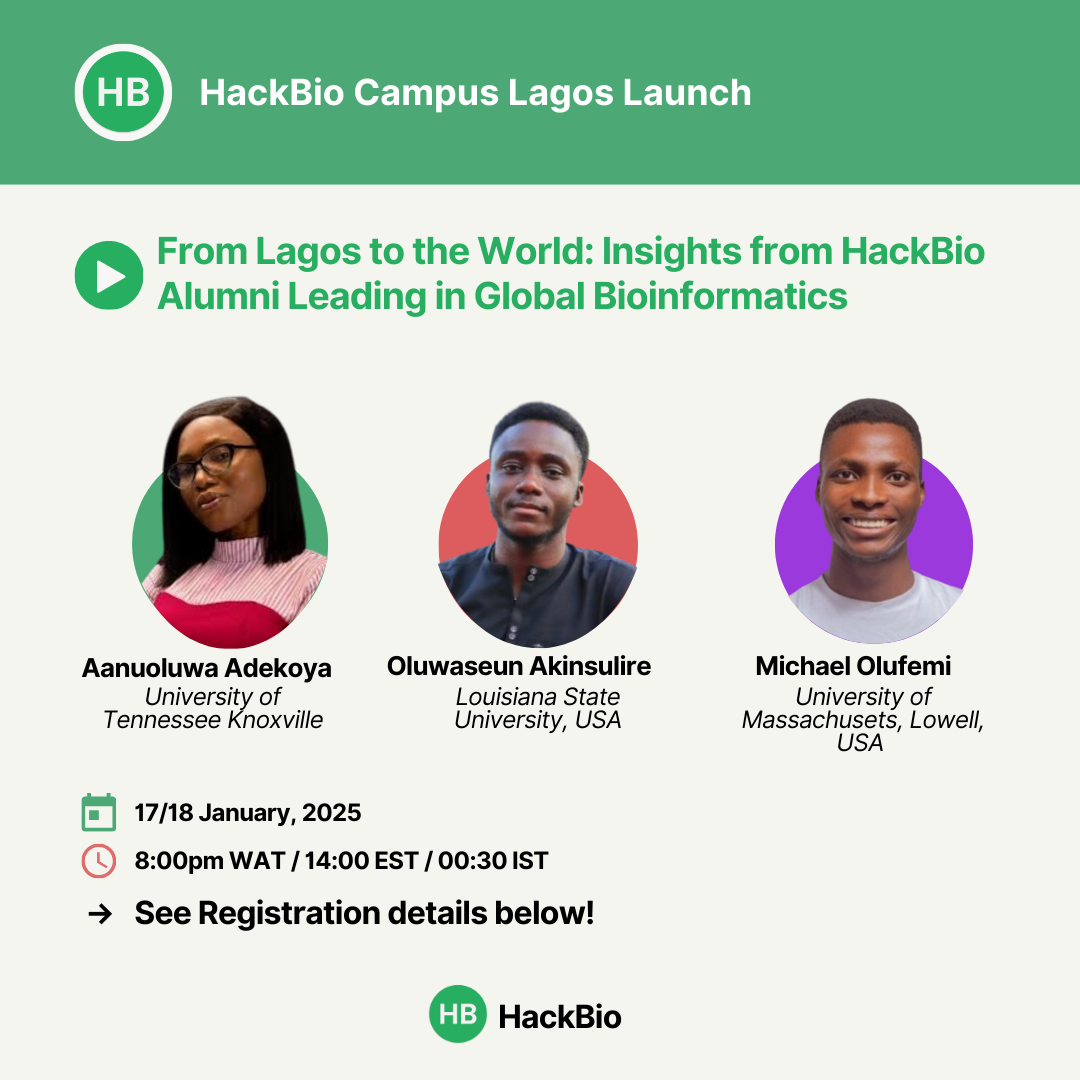 HB
HackBio Campus Lagos Launch
From Lagos to the World: Insights from HackBio
Alumni Leading in Global Bioinformatics
Aanuoluwa Adekoya
University of
Tennessee Knoxville
Oluwaseun Akinsulire
Louisiana State
University, USA
Michael Olufemi
University of
Massachusets, Lowell,
USA
17/18 January, 2025
8:00pm WAT / 14:00 EST / 00:30 IST
→ See Registration details below!
HB HackBio